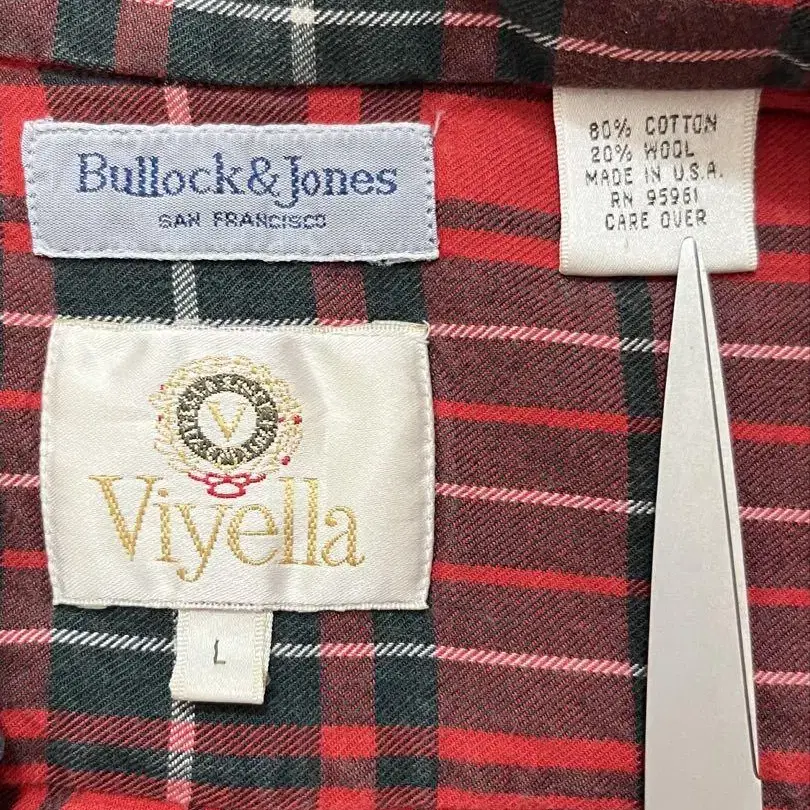 Bullock&Jones
SAN FRANCISCO
80% COTTON
20% WOOL
MADE IN U.S.A.
RN 95961
CARE OVER
V
Viyella
L